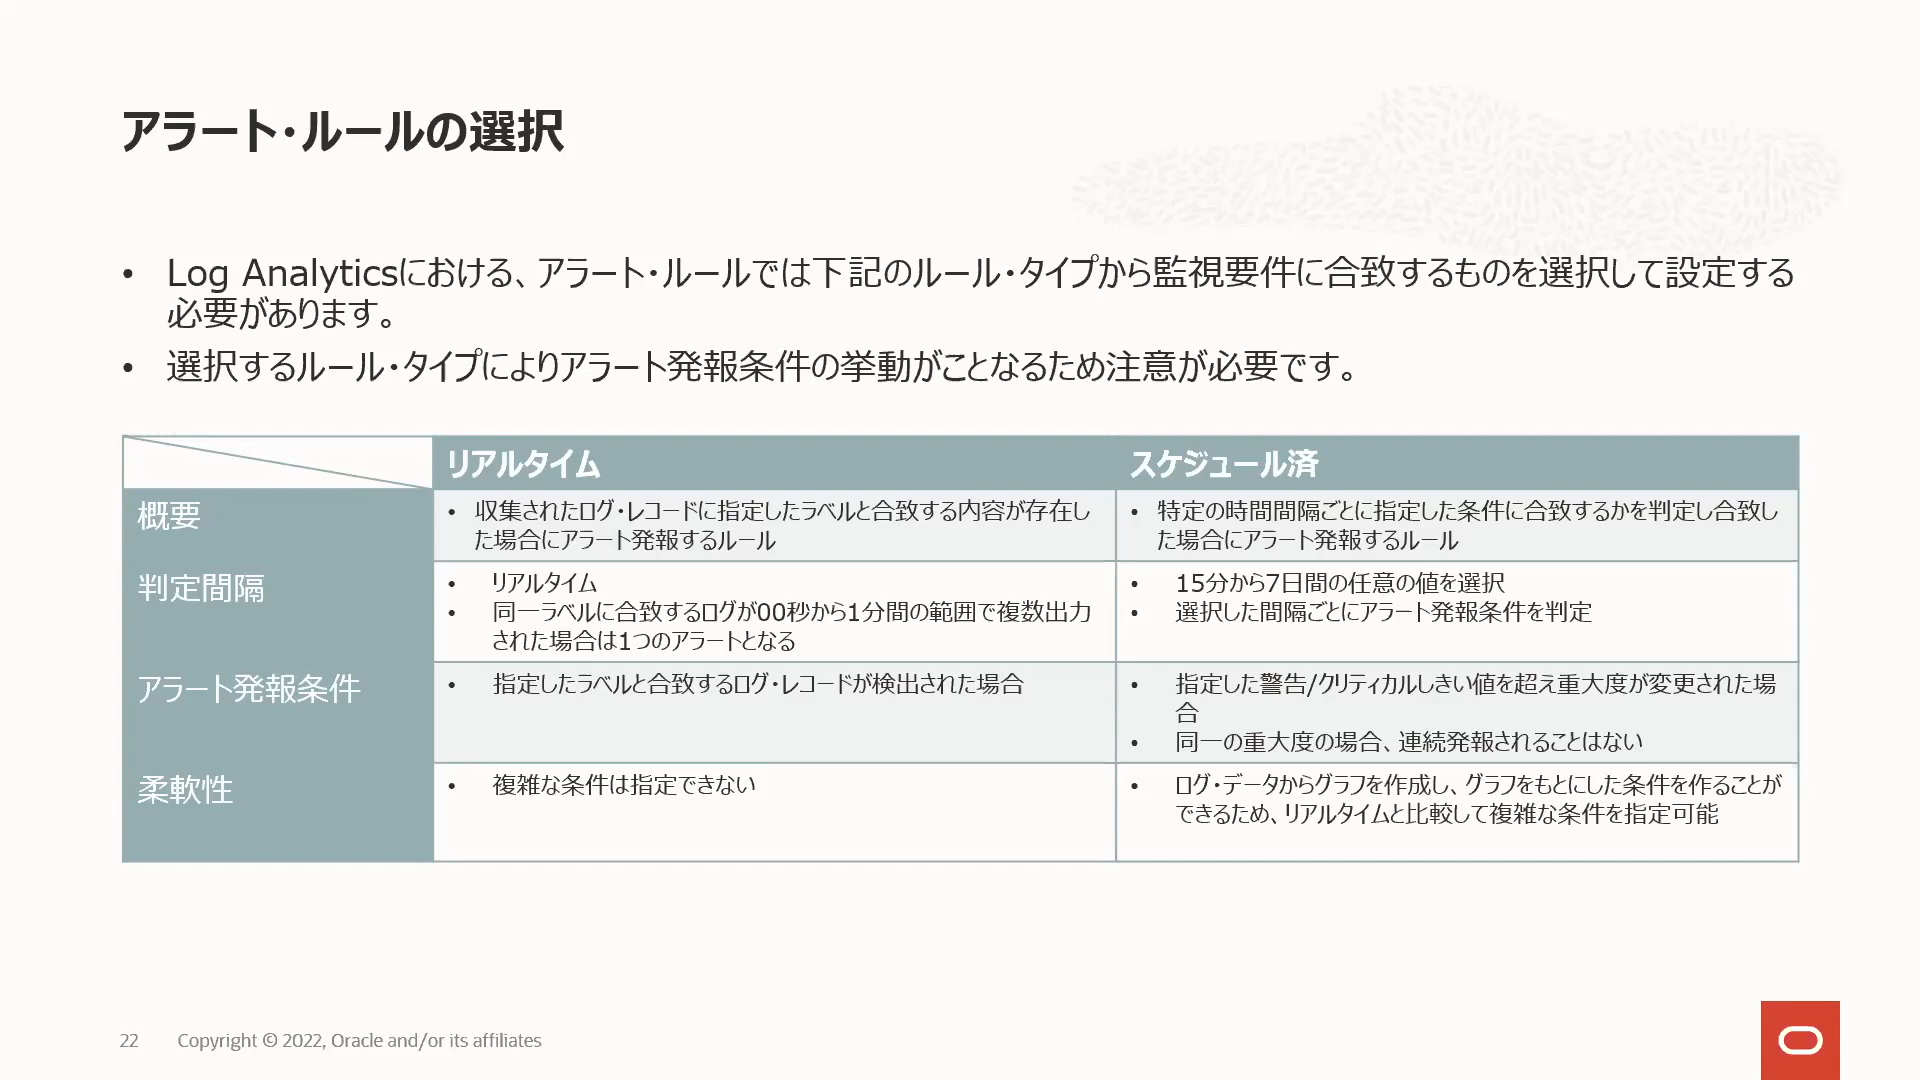 アラート・ルールの選択
• Log Analyticsにおける、アラート・ルールでは下記のルール・タイプから監視要件に合致するものを選択して設定する
必要があります。
• 選択するルール・タイプによりアラート発報条件の挙動がことなるため注意が必要です。
リアルタイム
スケジュール済
概要
• 収集されたログ・レコードに指定したラベルと合致する内容が存在し
た場合にアラート発報するルール
• 特定の時間間隔ごとに指定した条件に合致するかを判定し合致し
た場合にアラート発報するルール
判定間隔
• リアルタイム
• 同一ラベルに合致するログが00秒から1分間の範囲で複数出力
された場合は1つのアラートとなる
• 15分から7日間の任意の値を選択
• 選択した間隔ごとにアラート発報条件を判定
アラート発報条件
• 指定したラベルと合致するログ・レコードが検出された場合
• 指定した警告/クリティカルしきい値を超え重大度が変更された場
合
• 同一の重大度の場合、連続発報されることはない
柔軟性
• 複雑な条件は指定できない
• ログ・データからグラフを作成し、グラフをもとにした条件を作ることが
できるため、リアルタイムと比較して複雑な条件を指定可能
22 Copyright © 2022, Oracle and/or its affiliates